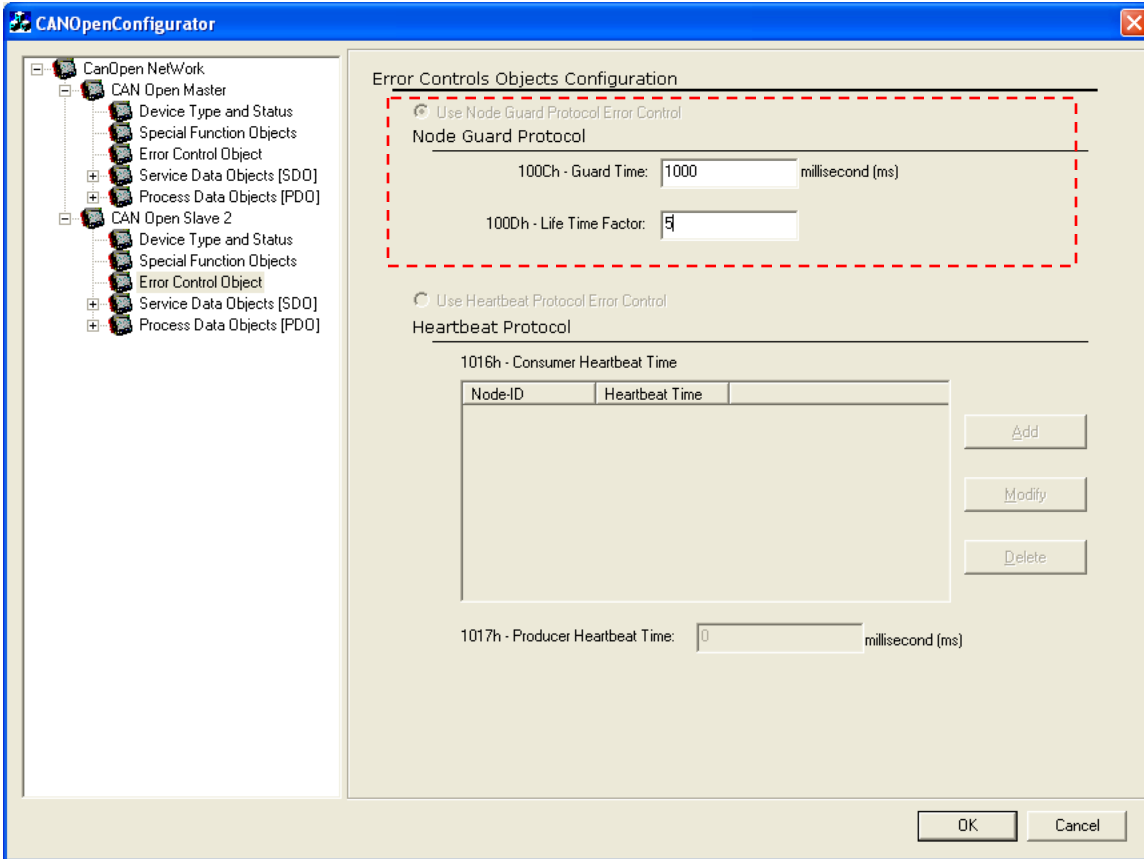 CANOpenConfigurator
CanOpen NetWork
CAN Open Master
Device Type and Status
Special Function Objects
Error Control Object
Service Data Objects [SDO]
Process Data Objects [PDO]
CAN Open Slave 2
Device Type and Status
Special Function Objects
Error Control Object
Service Data Objects [SDO]
Process Data Objects [PDO]
Error Controls Objects Configuration
Use Node Guard Protocol Error Control
Node Guard Protocol
100Ch - Guard Time: 1000 millisecond (ms)
100Dh - Life Time Factor: 5
Use Heartbeat Protocol Error Control
Heartbeat Protocol
1016h - Consumer Heartbeat Time
Node-ID Heartbeat Time
Add
Modify
Delete
1017h - Producer Heartbeat Time: 0 millisecond (ms)
OK Cancel